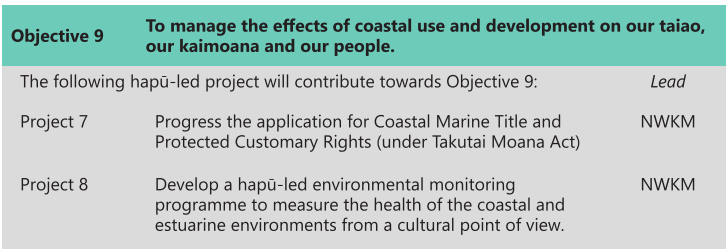 Objective 9 To manage the effects of coastal use and development on our taiao,
our kaimoana and our people.
The following hapū-led project will contribute towards Objective 9: Lead
Project 7 Progress the application for Coastal Marine Title and NWKM
Protected Customary Rights (under Takutai Moana Act)
Project 8 Develop a hapū-led environmental monitoring NWKM
programme to measure the health of the coastal and
estuarine environments from a cultural point of view.